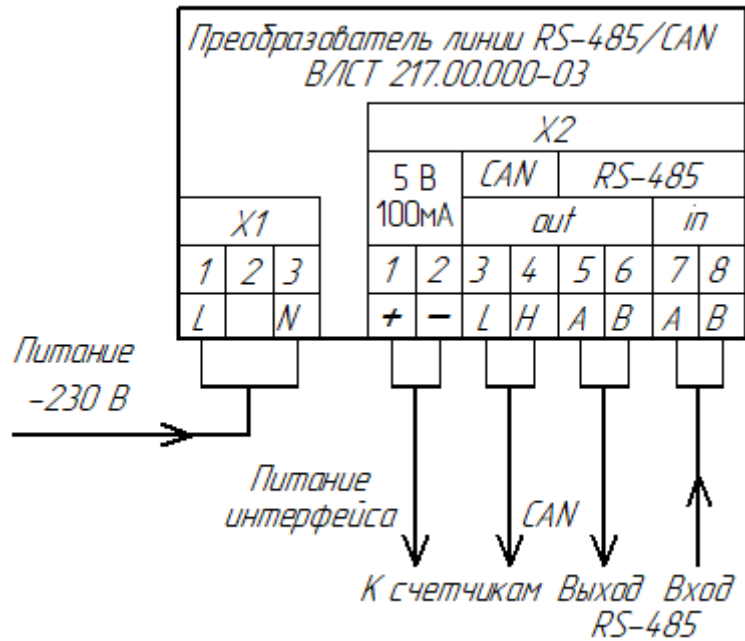 Преобразователь линии RS-485/CAN
ВЛСТ 217.00.000-03
X2
5 В
100мА
CAN
RS-485
out
in
X1
1 2 3
1 2 3 4 5 6 7 8
L N
+ - L H A B A B
Питание
~230 В
Питание
интерфейса
CAN
К счетчикам Выход Вход
RS-485